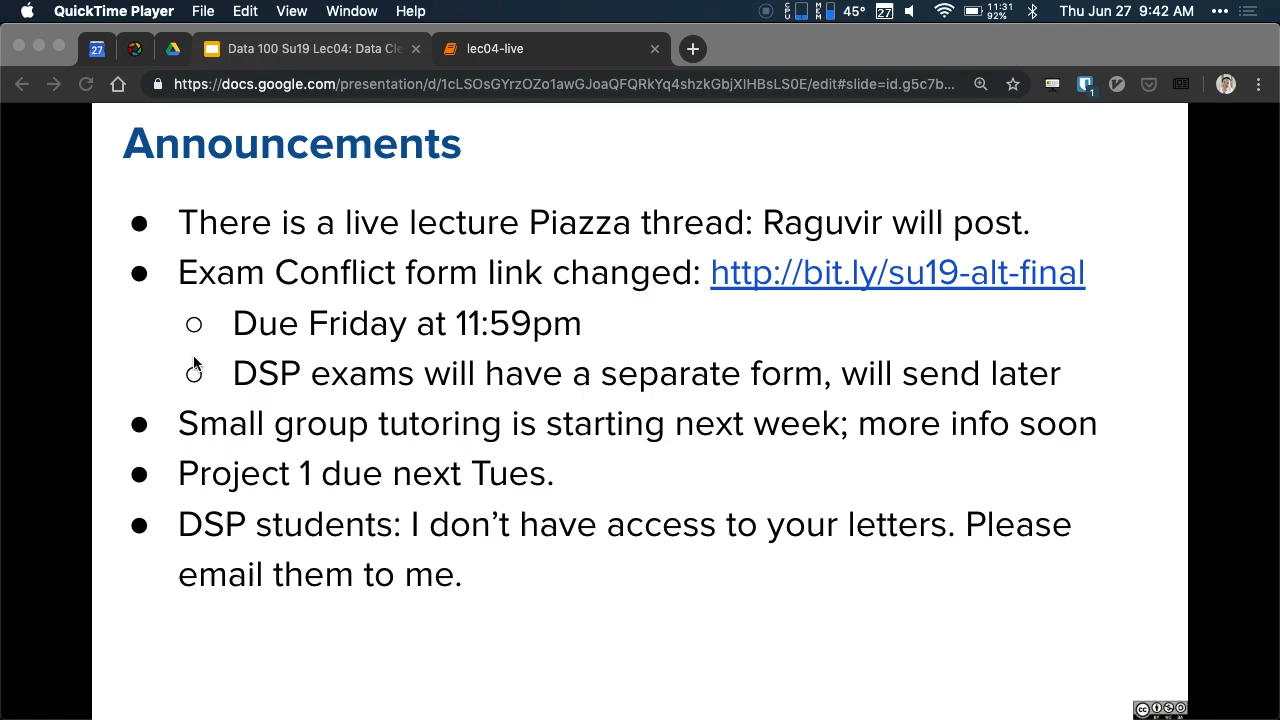 QuickTime Player File Edit View Window Help 45° 27 11:31 92% Thu Jun 27 9:42 AM
27 Data 100 Su19 Lec04: Data Cle lec04-live
https://docs.google.com/presentation/d/1cLSOsGYrzOZo1awGJoaQFQRkYq4shzkGbjXIHBsLS0E/edit#slide=id.g5c7b...
Announcements
● There is a live lecture Piazza thread: Raguvir will post.
● Exam Conflict form link changed: http://bit.ly/su19-alt-final
○ Due Friday at 11:59pm
○ DSP exams will have a separate form, will send later
● Small group tutoring is starting next week; more info soon
● Project 1 due next Tues.
● DSP students: I don’t have access to your letters. Please
email them to me.